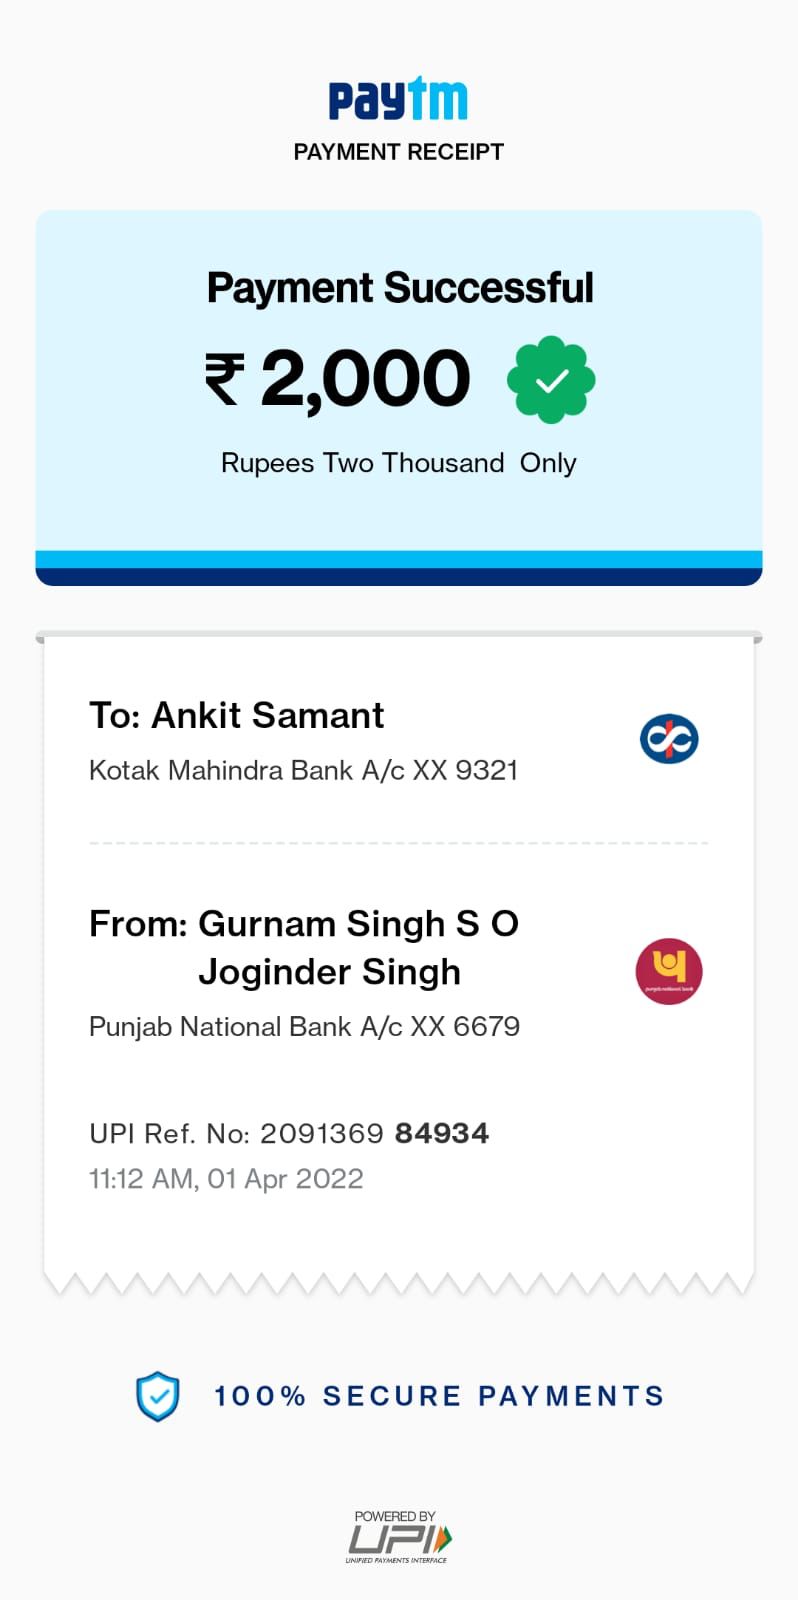 paytm
PAYMENT RECEIPT
Payment Successful
₹ 2,000
Rupees Two Thousand Only
To: Ankit Samant
Kotak Mahindra Bank A/c XX 9321
From: Gurnam Singh S O
Joginder Singh
punjab national bank
Punjab National Bank A/c XX 6679
UPI Ref. No: 2091369 84934
11:12 AM, 01 Apr 2022
100% SECURE PAYMENTS
POWERED BY
UPI
UNIFIED PAYMENTS INTERFACE